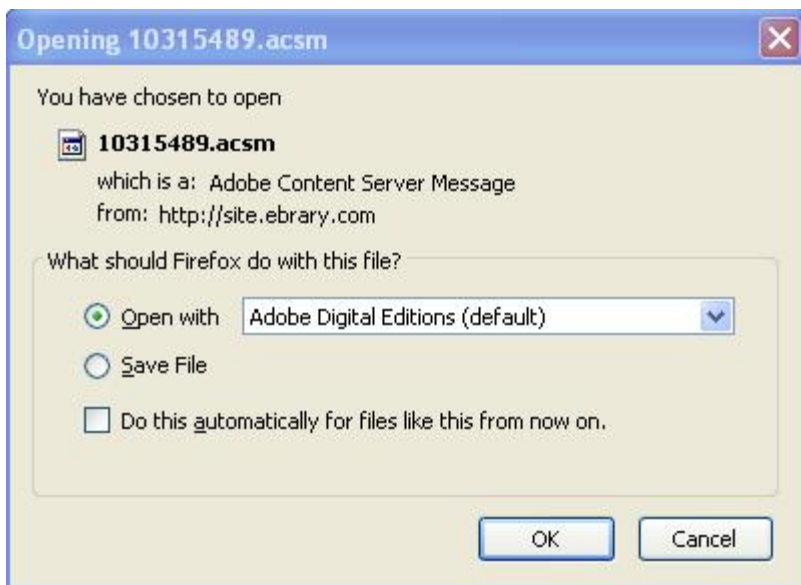 Opening 10315489.acsm
You have chosen to open
10315489.acsm
which is a: Adobe Content Server Message
from: http://site.ebrary.com
What should Firefox do with this file?
Open with Adobe Digital Editions (default)
Save File
Do this automatically for files like this from now on.
OK Cancel